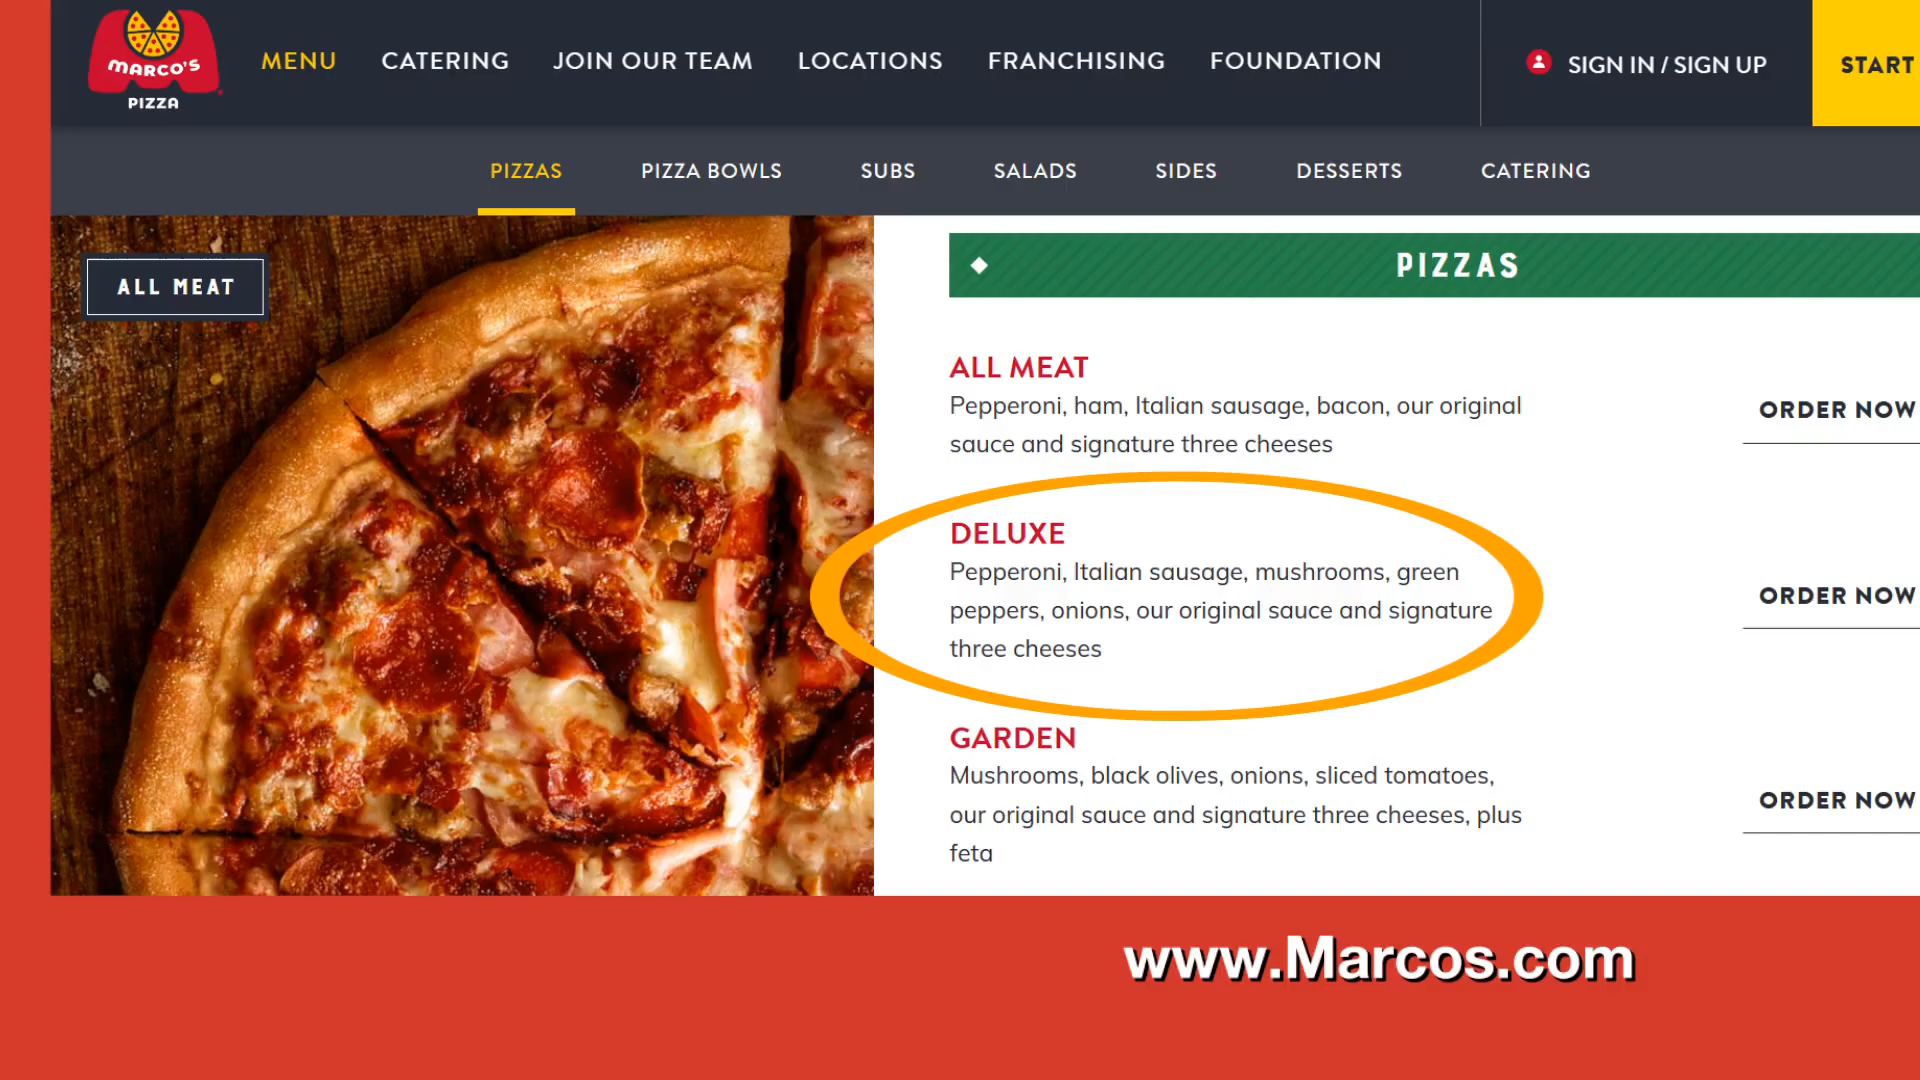 MARCO'S
PIZZA
MENU CATERING JOIN OUR TEAM LOCATIONS FRANCHISING FOUNDATION SIGN IN / SIGN UP START
PIZZAS PIZZA BOWLS SUBS SALADS SIDES DESSERTS CATERING
ALL MEAT
PIZZAS
ALL MEAT
Pepperoni, ham, Italian sausage, bacon, our original
sauce and signature three cheeses
ORDER NOW
DELUXE
Pepperoni, Italian sausage, mushrooms, green
peppers, onions, our original sauce and signature
three cheeses
ORDER NOW
GARDEN
Mushrooms, black olives, onions, sliced tomatoes,
our original sauce and signature three cheeses, plus
feta
ORDER NOW
www.Marcos.com